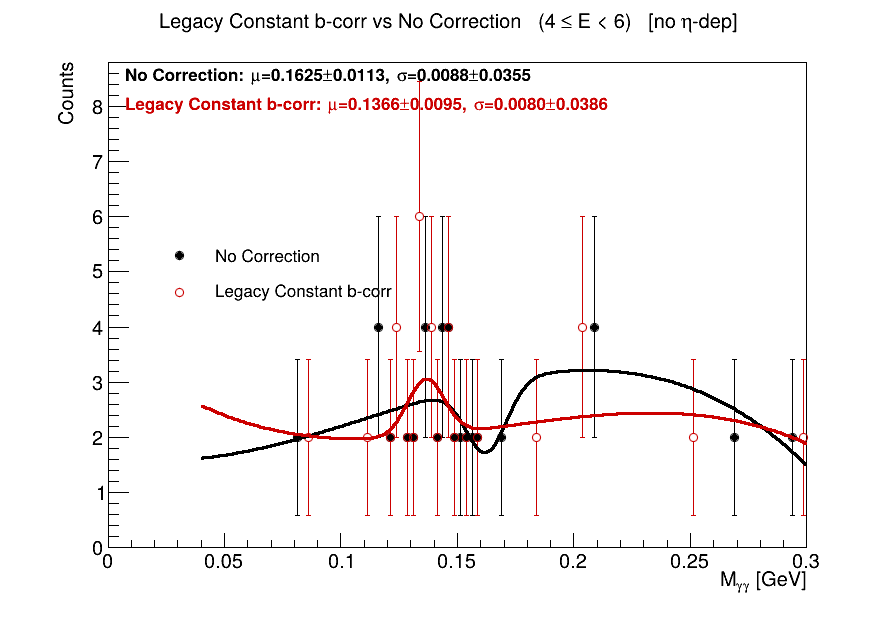 Legacy Constant b-corr vs No Correction (4 ≤ E < 6) [no η-dep]
Counts
No Correction: μ=0.1625±0.0113, σ=0.0088±0.0355
Legacy Constant b-corr: μ=0.1366±0.0095, σ=0.0080±0.0386
8
7
6
5
4
3
2
1
0
No Correction
Legacy Constant b-corr
0 0.05 0.1 0.15 0.2 0.25 0.3
Mγγ [GeV]